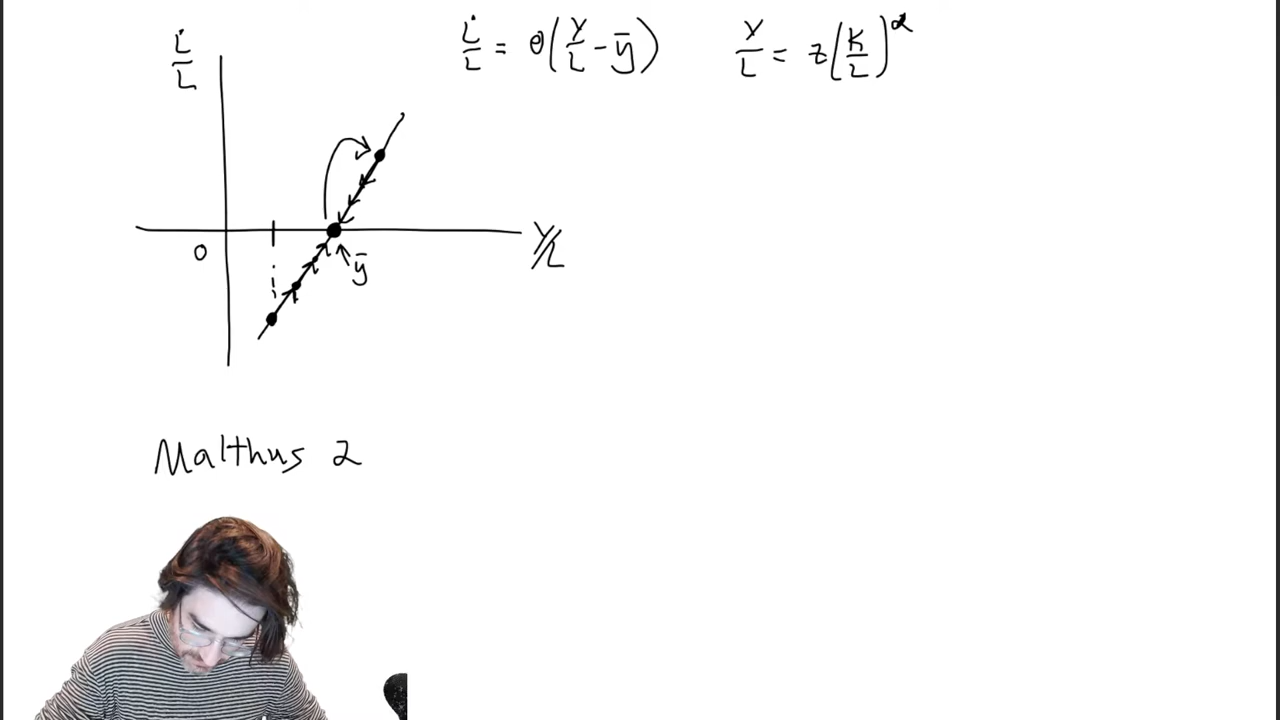 L̇/L = θ(Y/L - ȳ)    Y/L = z(K/L)^α
L̇/L
0
ȳ
Y/L
Malthus 2